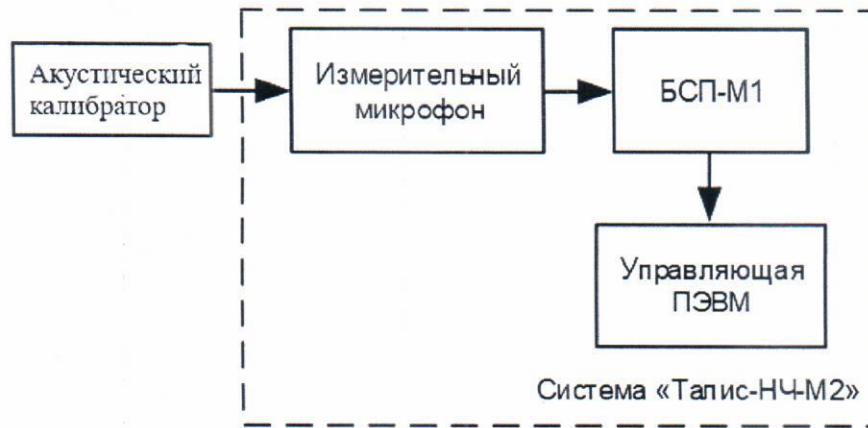 Акустический
калибратор
Измерительный
микрофон
БСП-М1
Управляющая
ПЭВМ
Система «Талис-НЧ-М2»